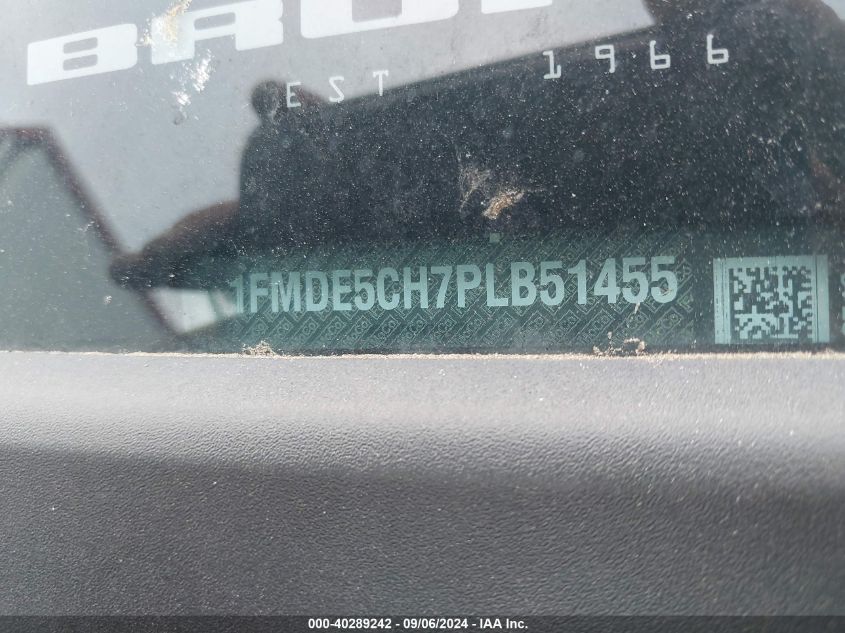 EST 1966
1FMDE5CH7PLB51455
000-40289242 - 09/06/2024 - IAA Inc.